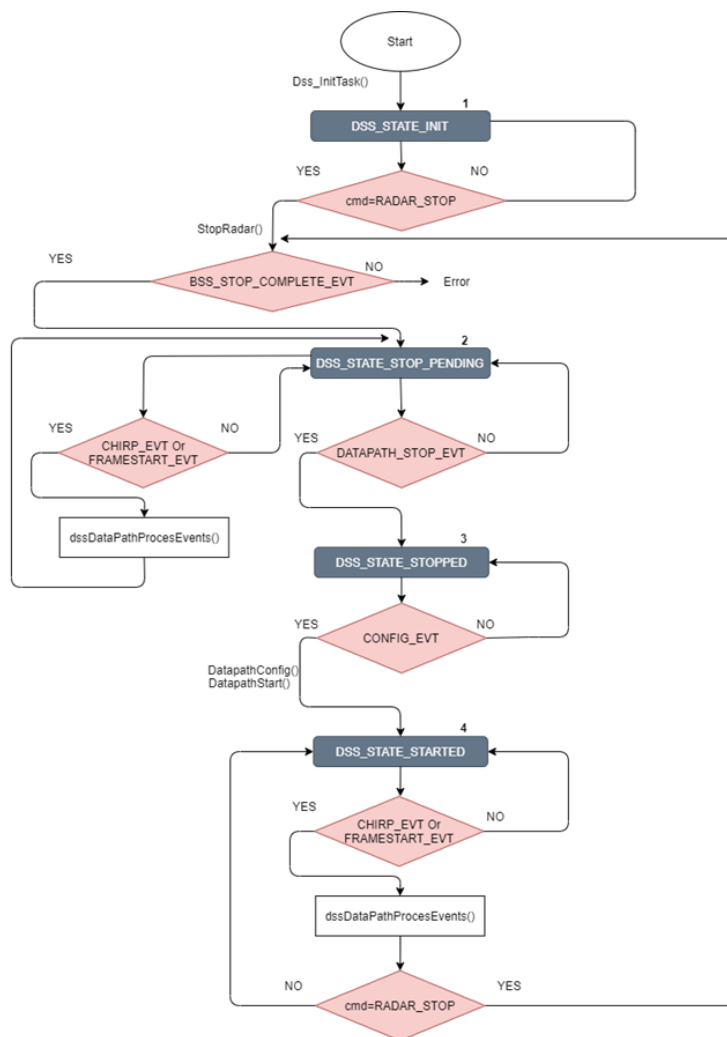 Start
Dss_InitTask()
1
DSS_STATE_INIT
YES
NO
cmd=RADAR_STOP
StopRadar()
YES
NO
BSS_STOP_COMPLETE_EVT
Error
2
DSS_STATE_STOP_PENDING
YES
NO
CHIRP_EVT Or
FRAMESTART_EVT
YES
NO
DATAPATH_STOP_EVT
dssDataPathProcesEvents()
3
DSS_STATE_STOPPED
YES
NO
CONFIG_EVT
DatapathConfig()
DatapathStart()
4
DSS_STATE_STARTED
YES
NO
CHIRP_EVT Or
FRAMESTART_EVT
dssDataPathProcesEvents()
NO
YES
cmd=RADAR_STOP